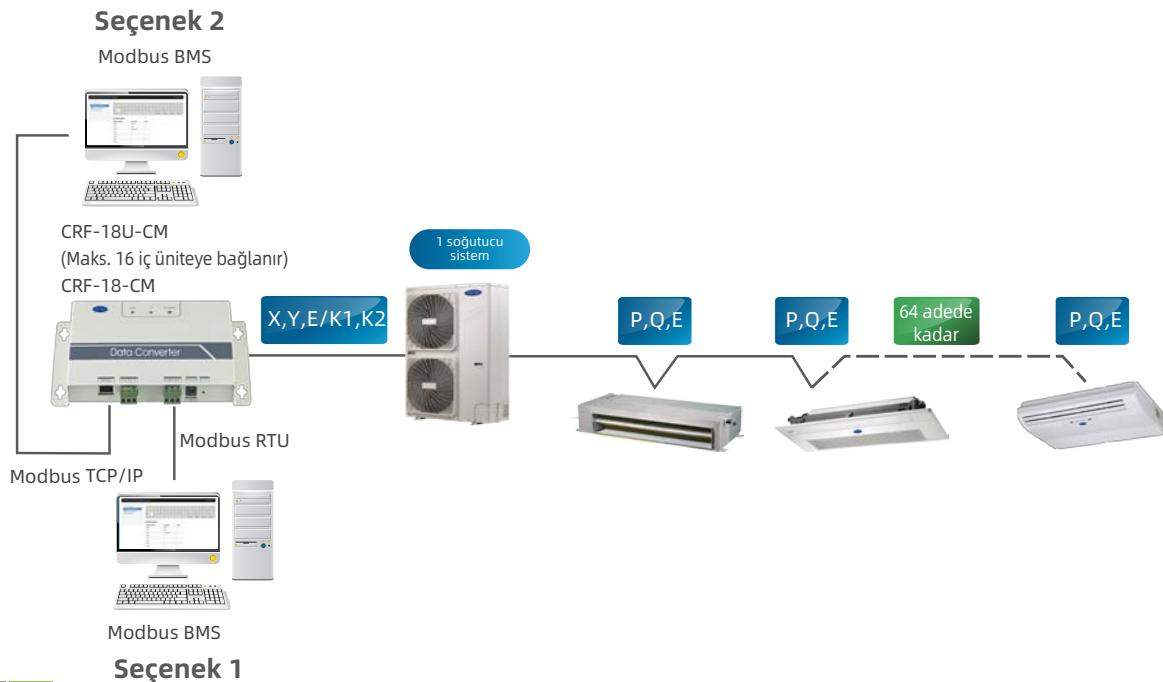 Seçenek 2
Modbus BMS
CRF-18U-CM
(Maks. 16 iç üniteye bağlanır)
CRF-18-CM
Data Converter
X,Y,E/K1,K2
1 soğutucu
sistem
P,Q,E
P,Q,E
64 adede
kadar
P,Q,E
Modbus RTU
Modbus TCP/IP
Modbus BMS
Seçenek 1